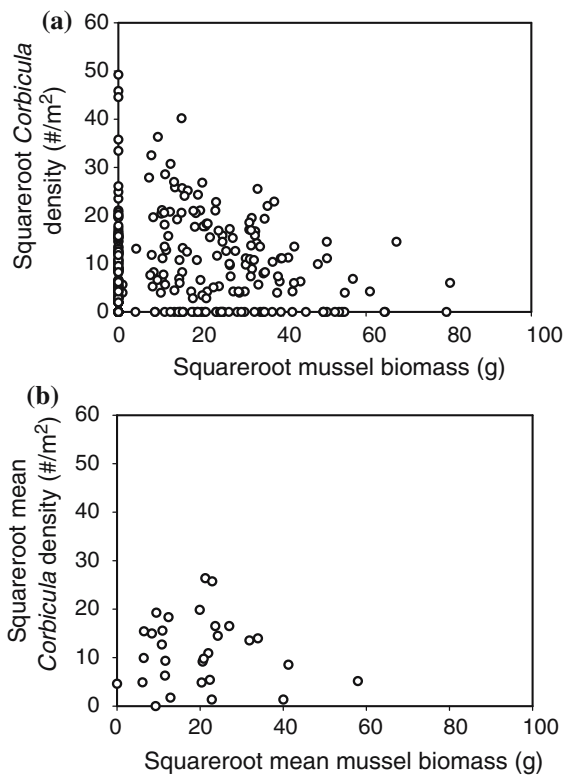 (a)
60
50
40
30
20
10
0
Squareroot Corbicula
density (#/m²)
0 20 40 60 80 100
Squareroot mussel biomass (g)
(b)
60
50
40
30
20
10
0
Squareroot mean
Corbicula density (#/m²)
0 20 40 60 80 100
Squareroot mean mussel biomass (g)